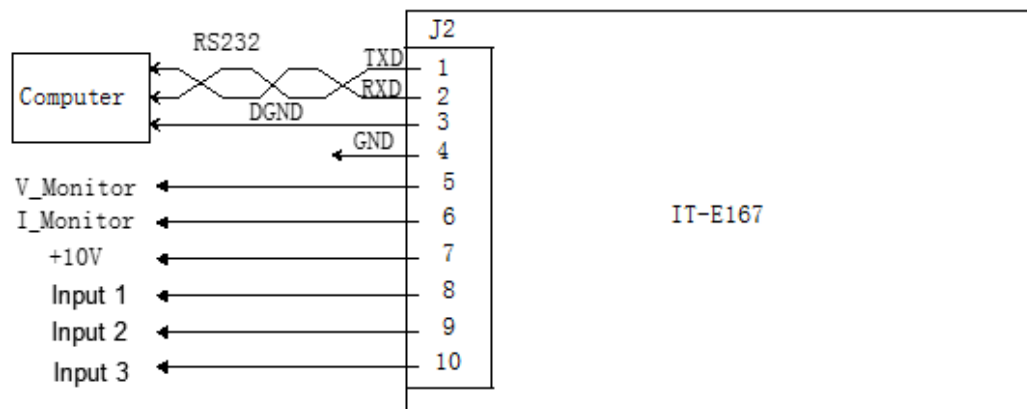 J2
RS232
TXD
1
Computer
RXD
2
DGND
3
GND
4
V_Monitor
5
I_Monitor
6
IT-E167
+10V
7
Input 1
8
Input 2
9
Input 3
10